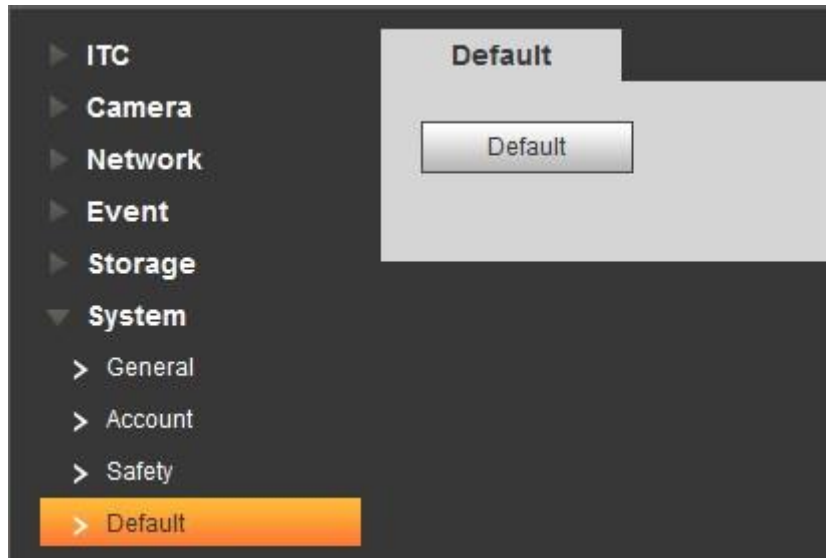 ITC
Camera
Network
Event
Storage
System
General
Account
Safety
Default
Default
Default